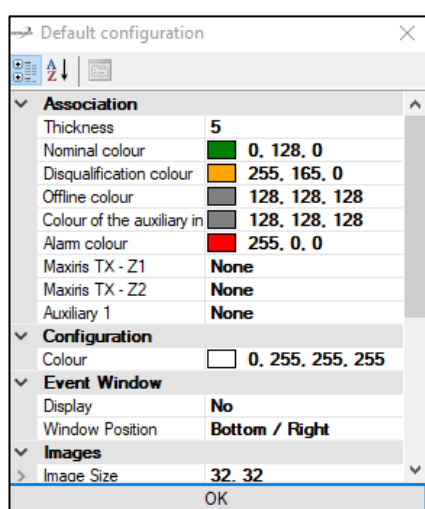 Default configuration
Association
Thickness 5
Nominal colour 0, 128, 0
Disqualification colour 255, 165, 0
Offline colour 128, 128, 128
Colour of the auxiliary in 128, 128, 128
Alarm colour 255, 0, 0
Maxiris TX - Z1 None
Maxiris TX - Z2 None
Auxiliary 1 None
Configuration
Colour 0, 255, 255, 255
Event Window
Display No
Window Position Bottom / Right
Images
Image Size 32, 32
OK